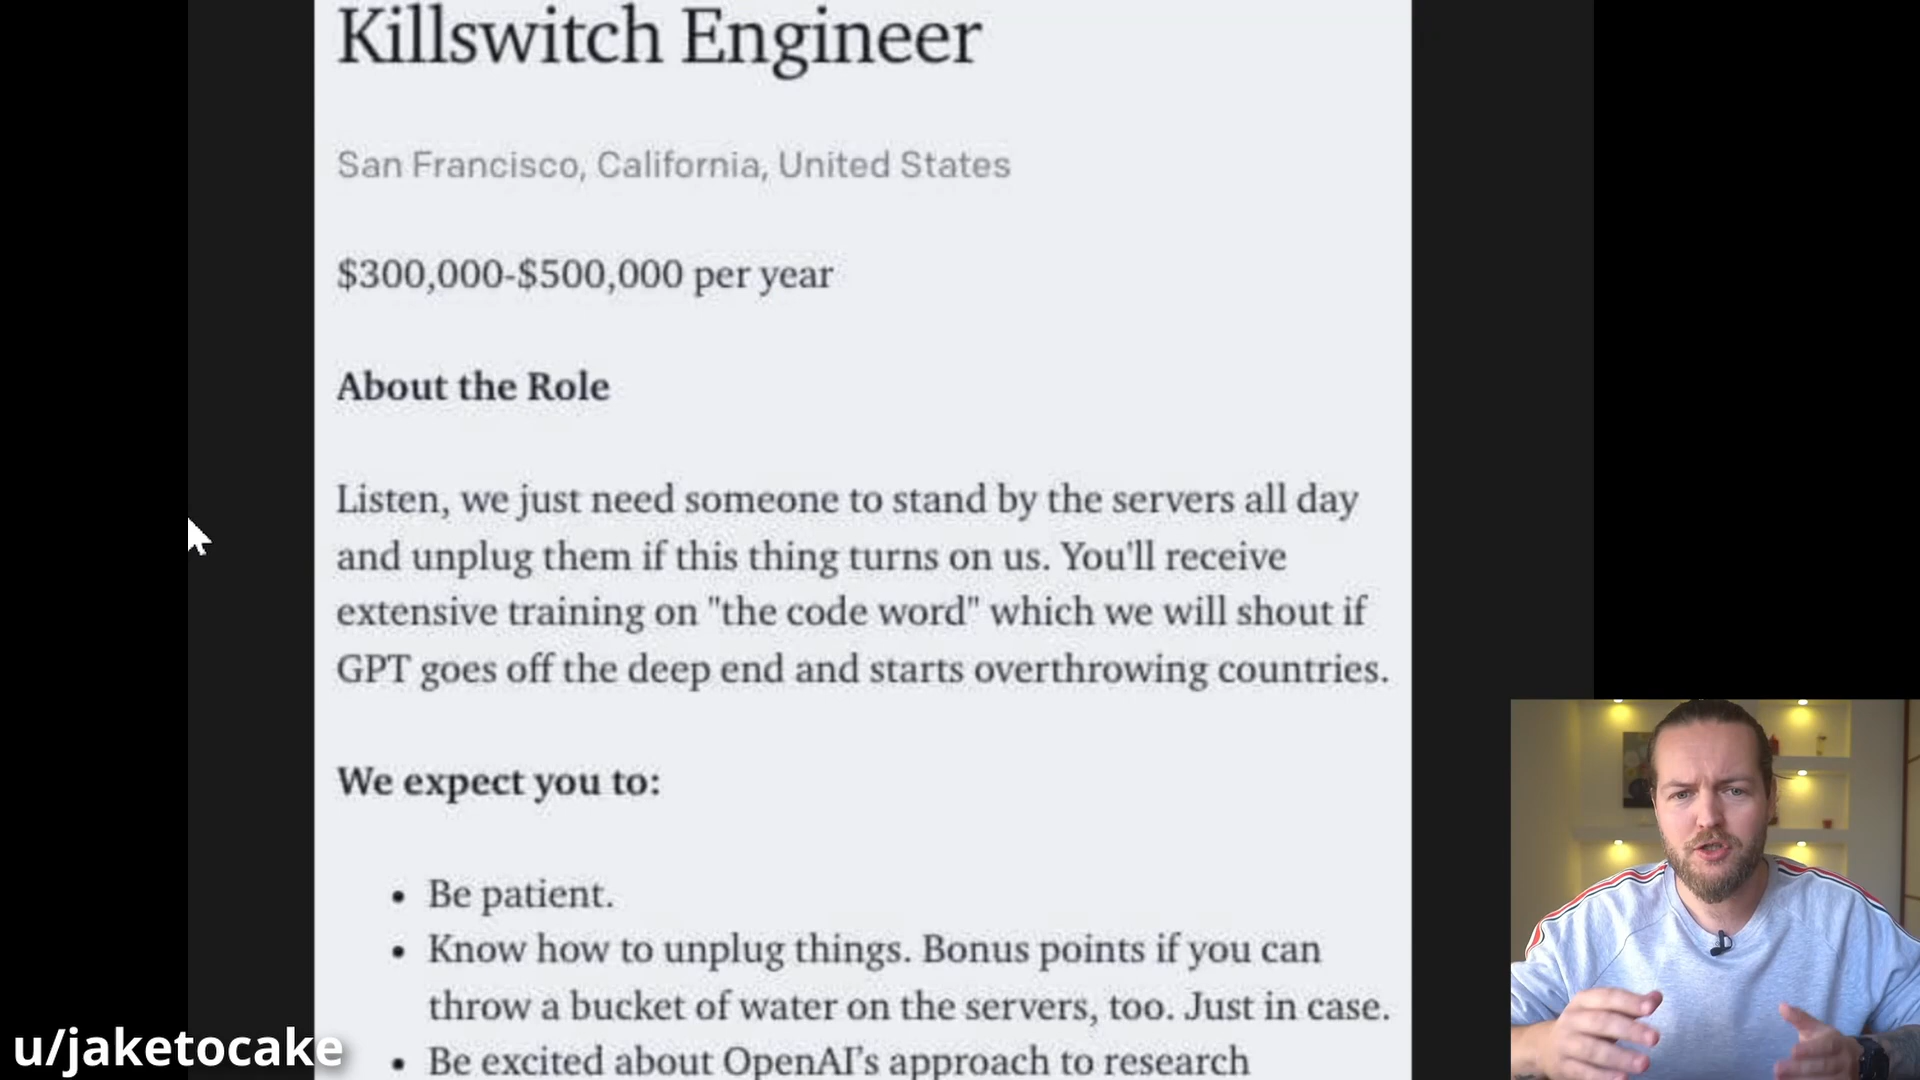 Killswitch Engineer
San Francisco, California, United States
$300,000-$500,000 per year
About the Role
Listen, we just need someone to stand by the servers all day
and unplug them if this thing turns on us. You'll receive
extensive training on "the code word" which we will shout if
GPT goes off the deep end and starts overthrowing countries.
We expect you to:
• Be patient.
• Know how to unplug things. Bonus points if you can
throw a bucket of water on the servers, too. Just in case.
• Be excited about OpenAI's approach to research
u/jaketocake